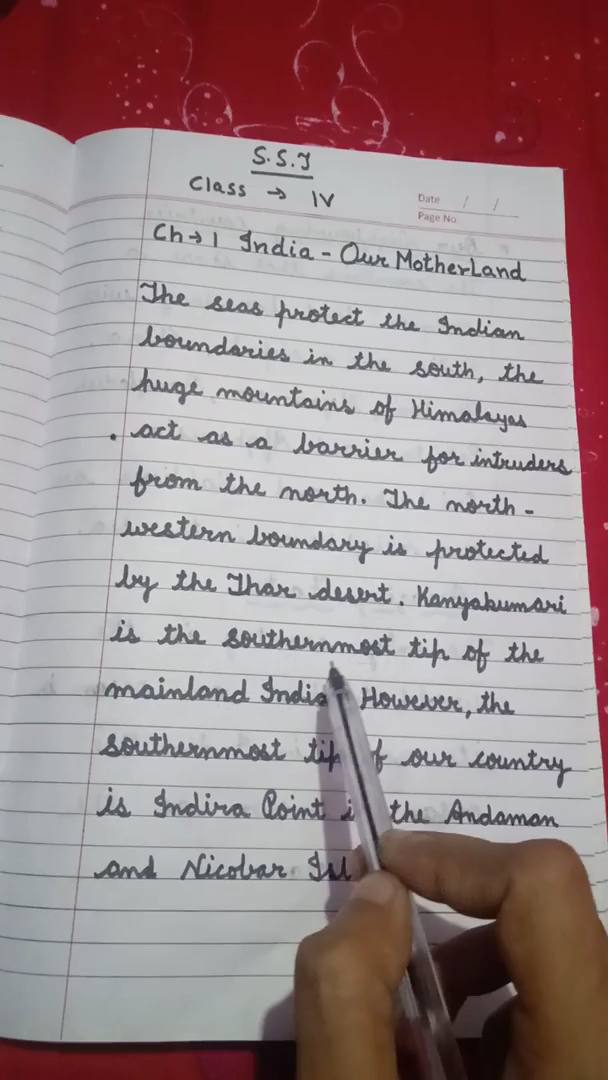 S.S.T
Class → IV
Date / /
Page No.
Ch→1 India - Our MotherLand
The seas protect the Indian
boundaries in the south, the
huge mountains of Himalayas
act as a barrier for intruders
from the north. The north-
western boundary is protected
by the Thar desert. Kanyakumari
is the southernmost tip of the
mainland India However, the
southernmost tip of our country
is Indira Point the Andaman
and Nicobar